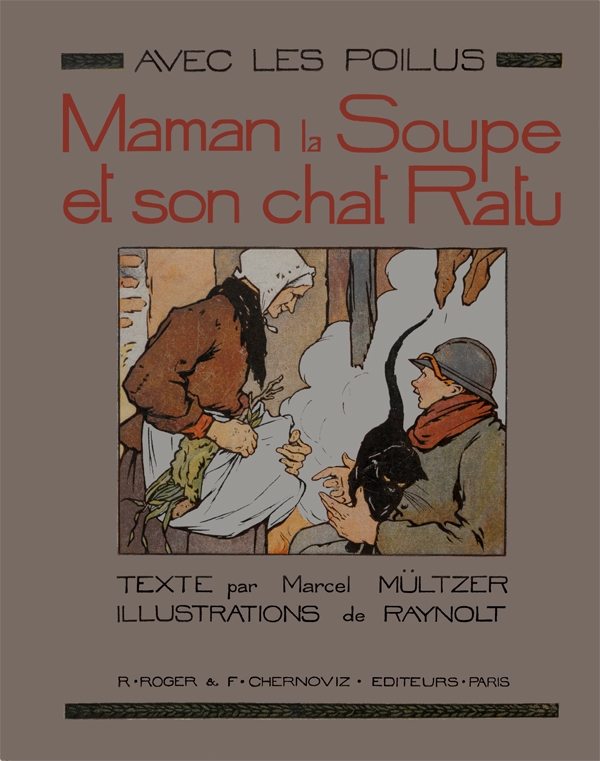 AVEC LES POILUS
Maman la Soupe
et son chat Ratu
TEXTE par Marcel MÜLTZER
ILLUSTRATIONS de RAYNOLT
R • ROGER & F • CHERNOVIZ • EDITEURS • PARIS